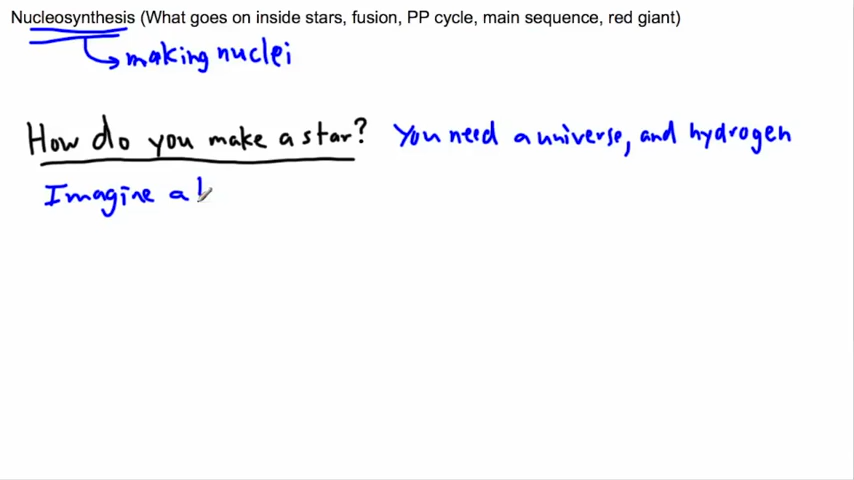 Nucleosynthesis (What goes on inside stars, fusion, PP cycle, main sequence, red giant)
making nuclei
How do you make a star? You need a universe, and hydrogen
Imagine a